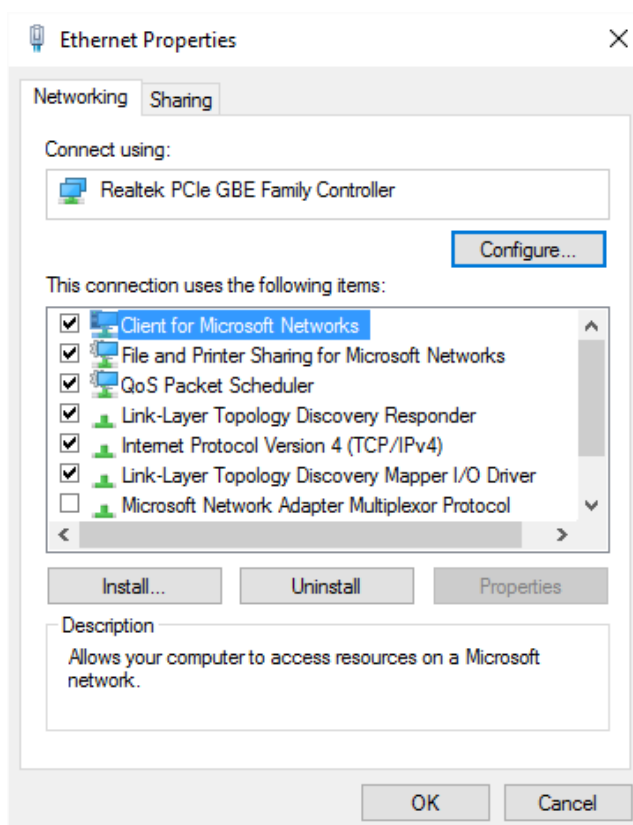 Ethernet Properties
Networking
Sharing
Connect using:
Realtek PCIe GBE Family Controller
Configure...
This connection uses the following items:
Client for Microsoft Networks
File and Printer Sharing for Microsoft Networks
QoS Packet Scheduler
Link-Layer Topology Discovery Responder
Internet Protocol Version 4 (TCP/IPv4)
Link-Layer Topology Discovery Mapper I/O Driver
Microsoft Network Adapter Multiplexor Protocol
Install...
Uninstall
Properties
Description
Allows your computer to access resources on a Microsoft
network.
OK
Cancel